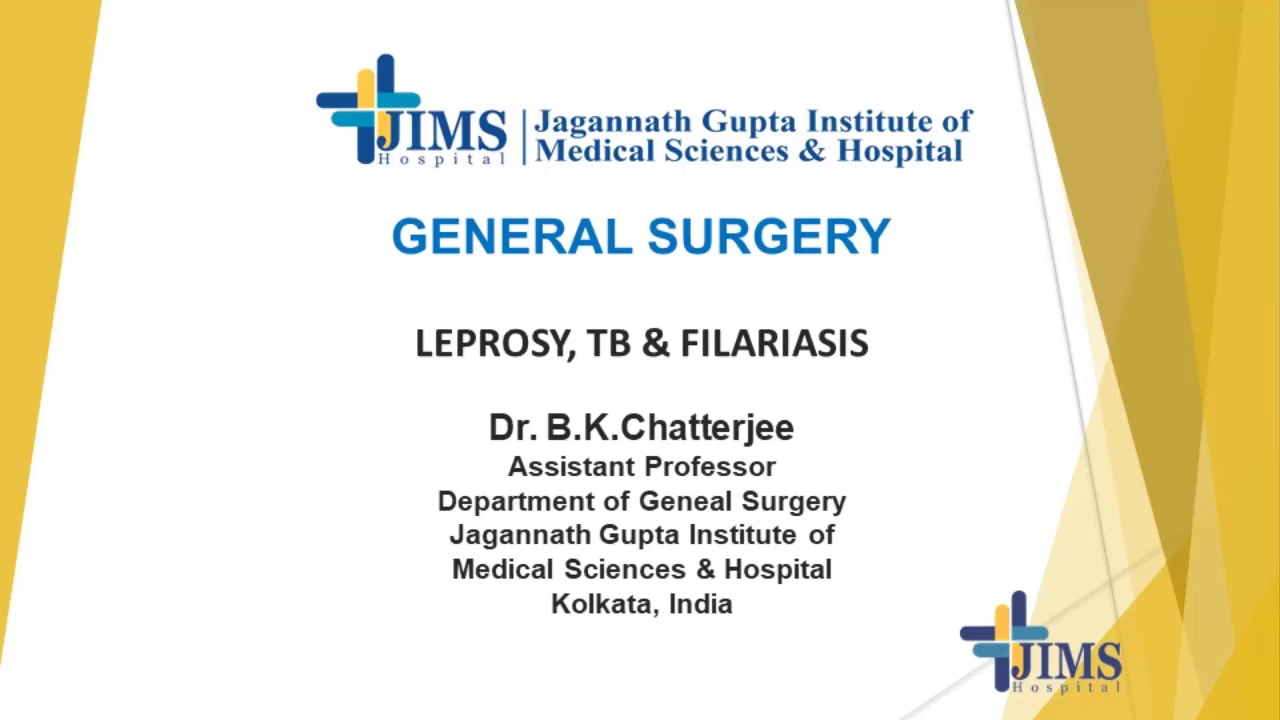 JIMS
Hospital
Jagannath Gupta Institute of
Medical Sciences & Hospital
GENERAL SURGERY
LEPROSY, TB & FILARIASIS
Dr. B.K.Chatterjee
Assistant Professor
Department of Geneal Surgery
Jagannath Gupta Institute of
Medical Sciences & Hospital
Kolkata, India
JIMS
Hospital